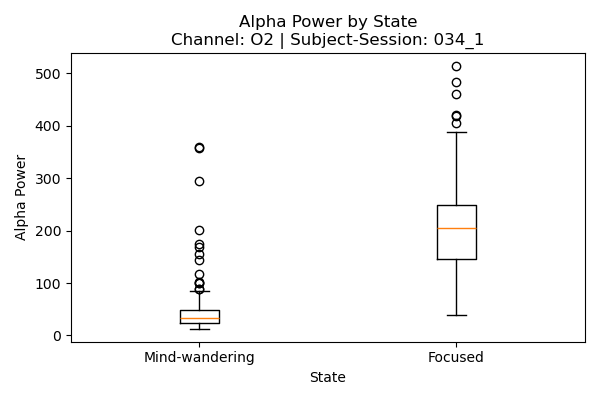 Alpha Power by State
Channel: O2 | Subject-Session: 034_1
500
400
300
200
100
0
Alpha Power
Mind-wandering
Focused
State